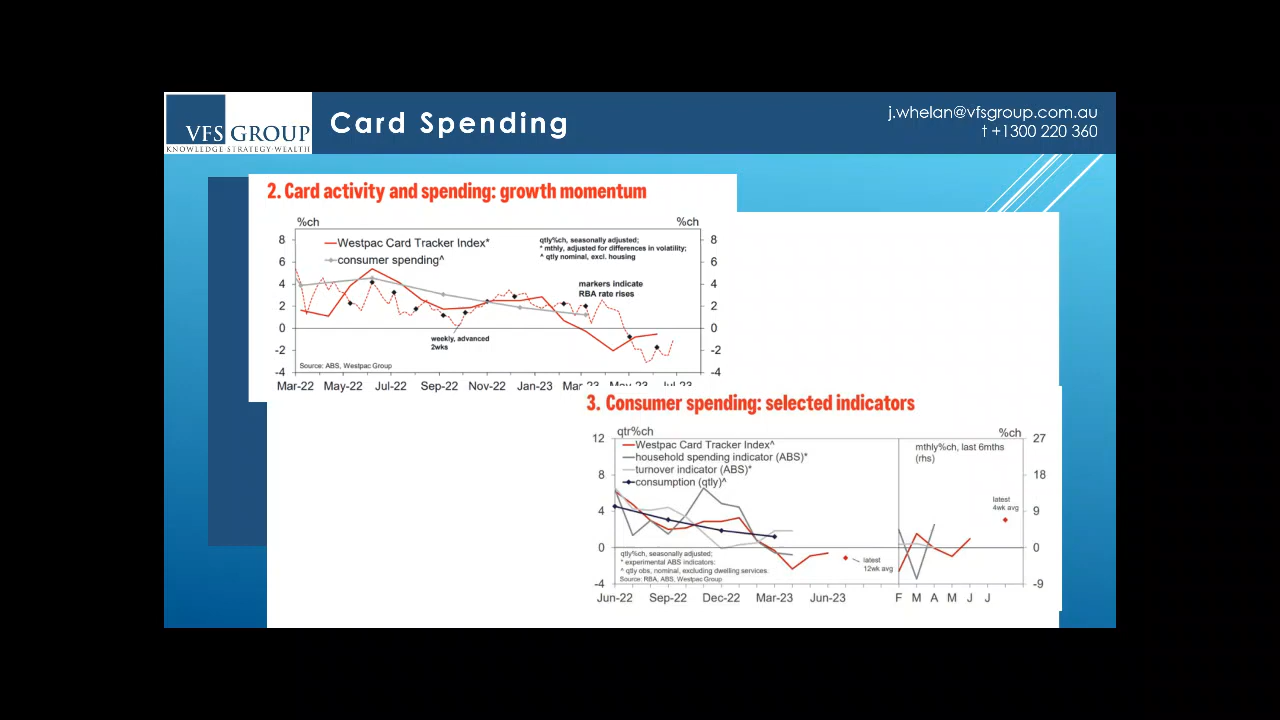 VFS GROUP
KNOWLEDGE STRATEGY WEALTH
Card Spending
j.whelan@vfsgroup.com.au
t +1300 220 360
2. Card activity and spending: growth momentum
%ch
%ch
8
6
4
2
0
-2
-4
8
6
4
2
0
-2
-4
Westpac Card Tracker Index*
consumer spending^
qtly%ch, seasonally adjusted;
* mthly, adjusted for differences in volatility;
^ qtly nominal, excl. housing
markers indicate
RBA rate rises
weekly, advanced
2wks
Source: ABS, Westpac Group
Mar-22 May-22 Jul-22 Sep-22 Nov-22 Jan-23 Mar-23 May-23 Jul-23
3. Consumer spending: selected indicators
qtr%ch
%ch
12
8
4
0
-4
27
18
9
0
-9
Westpac Card Tracker Index^
household spending indicator (ABS)*
turnover indicator (ABS)*
consumption (qtly)^
mthly%ch, last 6mths
(rhs)
latest
4wk avg
latest
12wk avg
qtly%ch, seasonally adjusted;
* experimental ABS indicators:
^ qtly obs, nominal, excluding dwelling services.
Source: RBA, ABS, Westpac Group
Jun-22 Sep-22 Dec-22 Mar-23 Jun-23 F M A M J J